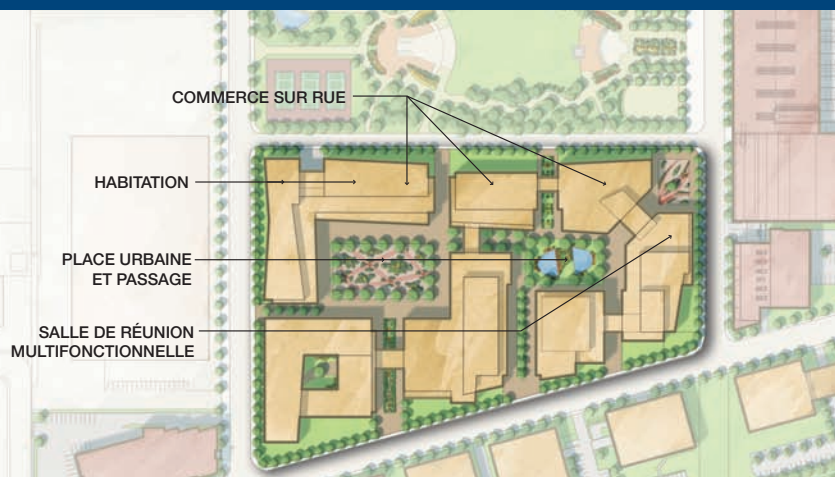 COMMERCE SUR RUE
HABITATION
PLACE URBAINE
ET PASSAGE
SALLE DE RÉUNION
MULTIFONCTIONNELLE